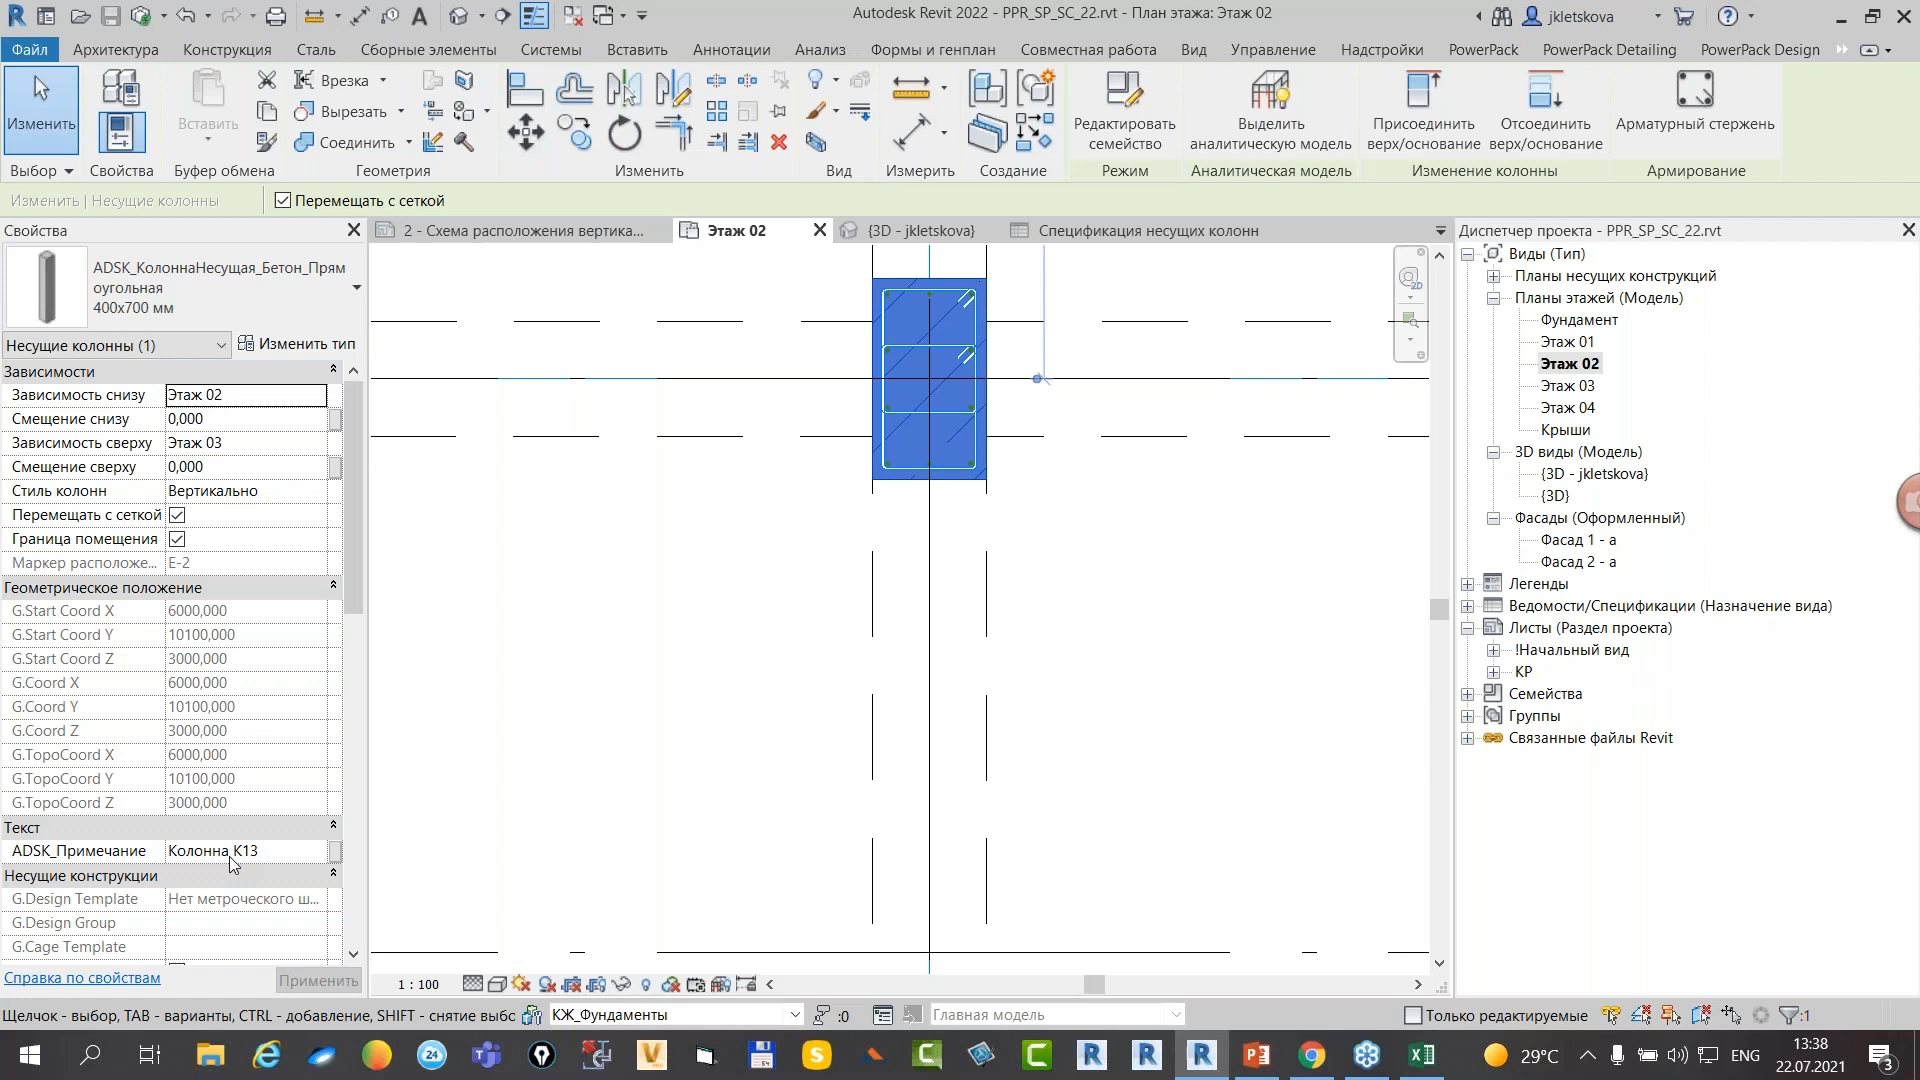 Autodesk Revit 2022 - PPR_SP_SC_22.rvt - План этажа: Этаж 02
jkletskova
Файл Архитектура Конструкция Сталь Сборные элементы Системы Вставить Аннотации Анализ Формы и генплан Совместная работа Вид Управление Надстройки PowerPack PowerPack Detailing PowerPack Design
Врезка
Вырезать
Соединить
Изменить
Вставить
Редактировать семейство
Выделить аналитическую модель
Присоединить верх/основание
Отсоединить верх/основание
Арматурный стержень
Выбор Свойства Буфер обмена Геометрия Изменить Вид Измерить Создание Режим Аналитическая модель Изменение колонны Армирование
Изменить | Несущие колонны
Перемещать с сеткой
Свойства
2 - Схема расположения вертика...
Этаж 02
{3D - jkletskova}
Спецификация несущих колонн
Диспетчер проекта - PPR_SP_SC_22.rvt
ADSK_КолоннаНесущая_Бетон_Прям
оугольная
400x700 мм
Несущие колонны (1)
Изменить тип
Зависимости
Зависимость снизу Этаж 02
Смещение снизу 0,000
Зависимость сверху Этаж 03
Смещение сверху 0,000
Стиль колонн Вертикально
Перемещать с сеткой
Граница помещения
Маркер расположе... Е-2
Геометрическое положение
G.Start Coord X 6000,000
G.Start Coord Y 10100,000
G.Start Coord Z 3000,000
G.Coord X 6000,000
G.Coord Y 10100,000
G.Coord Z 3000,000
G.TopoCoord X 6000,000
G.TopoCoord Y 10100,000
G.TopoCoord Z 3000,000
Текст
ADSK_Примечание Колонна К13
Несущие конструкции
G.Design Template Нет метроческого ш...
G.Design Group
G.Cage Template
Справка по свойствам
Применить
2D
Виды (Тип)
Планы несущих конструкций
Планы этажей (Модель)
Фундамент
Этаж 01
Этаж 02
Этаж 03
Этаж 04
Крыши
3D виды (Модель)
{3D - jkletskova}
{3D}
Фасады (Оформленный)
Фасад 1 - а
Фасад 2 - а
Легенды
Ведомости/Спецификации (Назначение вида)
Листы (Раздел проекта)
!Начальный вид
КР
Семейства
Группы
Связанные файлы Revit
1 : 100
Щелчок - выбор, TAB - варианты, CTRL - добавление, SHIFT - снятие выбс
КЖ_Фундаменты
:0
Главная модель
Только редактируемые
:1
24
29°C
ENG
13:38
22.07.2021
3